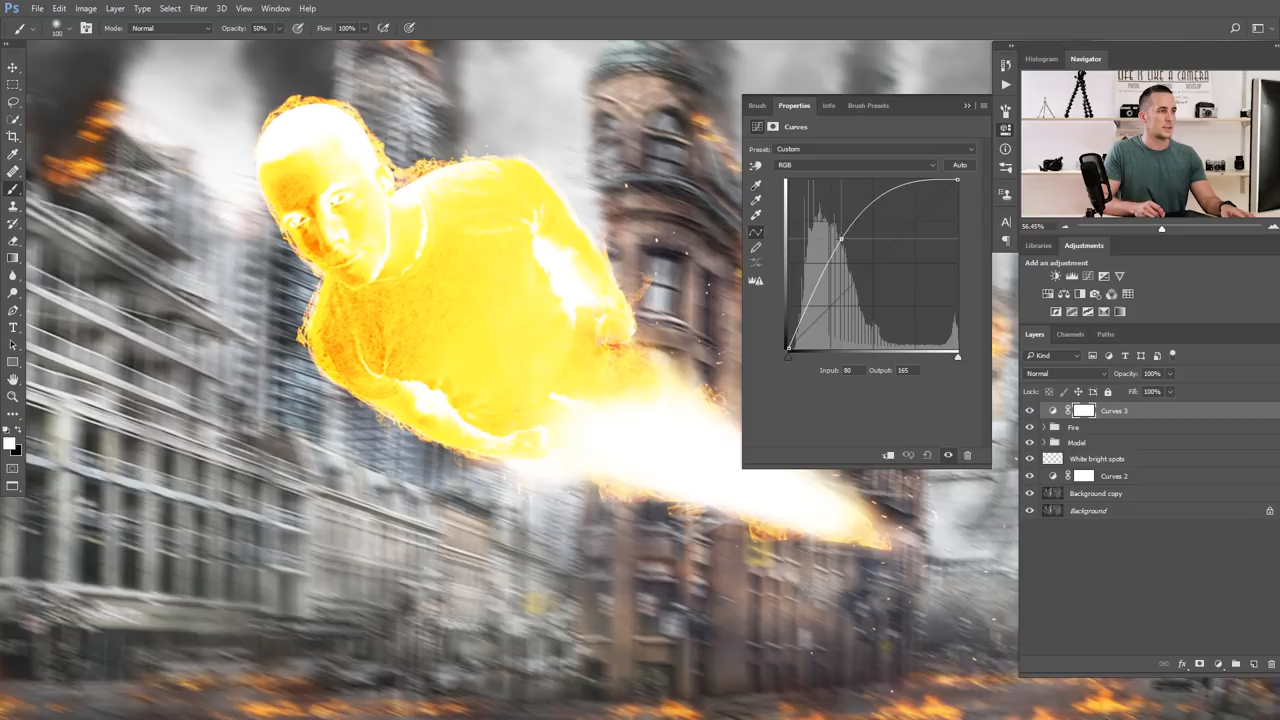 Ps File Edit Image Layer Type Select Filter 3D View Window Help
100 Mode: Normal Opacity: 50% Flow: 100%
Histogram Navigator
LIFE IS LIKE A CAMERA
56.45%
Brush Properties Info Brush Presets
Curves
Preset: Custom
RGB Auto
Input: 80 Output: 165
Libraries Adjustments
Add an adjustment
Layers Channels Paths
Kind
Normal Opacity: 100%
Lock: Fill: 100%
Curves 3
Fire
Model
White bright spots
Curves 2
Background copy
Background